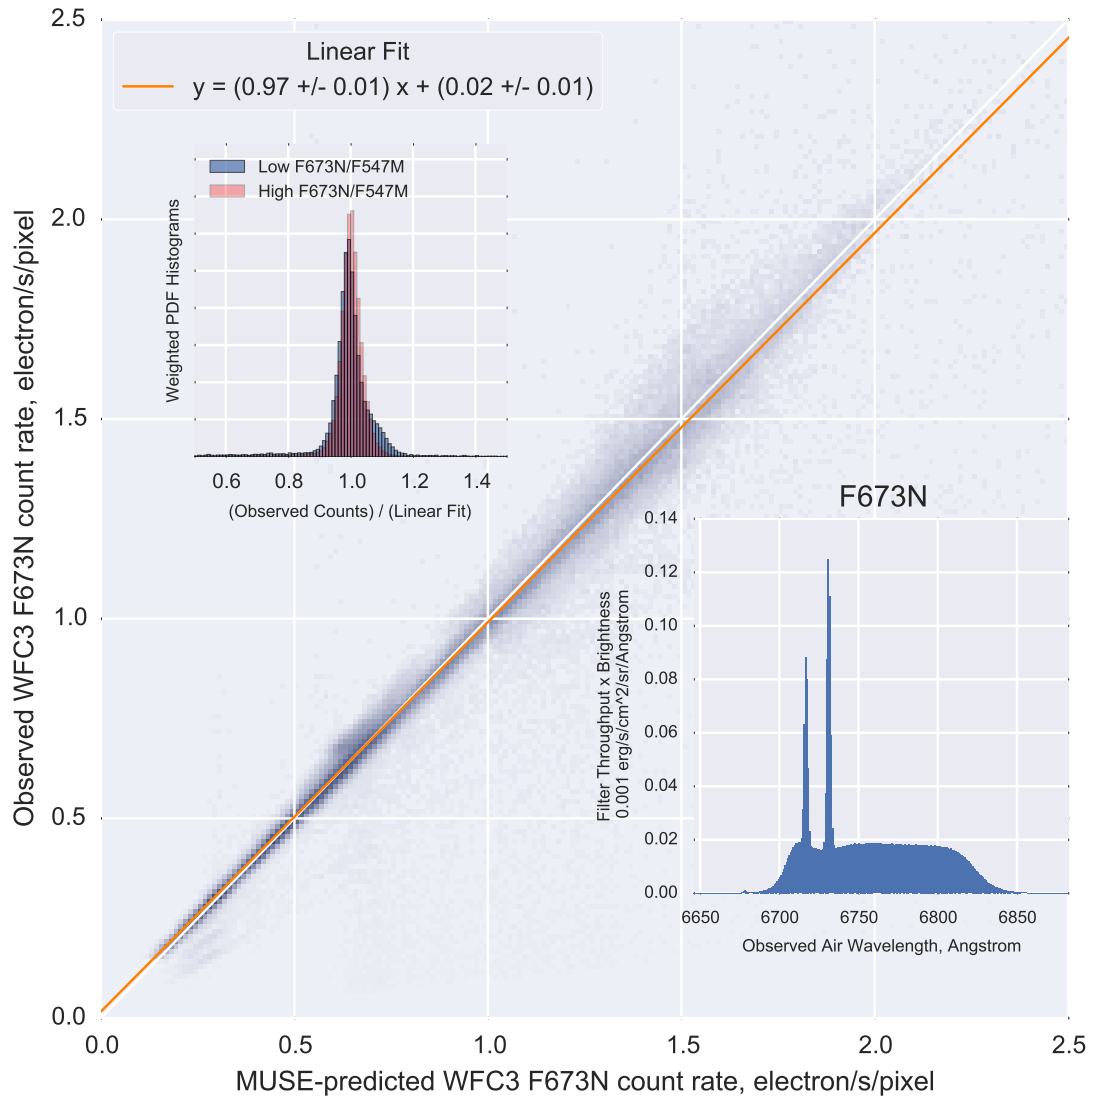 2.5
2.0
1.5
1.0
0.5
0.0
Observed WFC3 F673N count rate, electron/s/pixel
Linear Fit
y = (0.97 +/- 0.01) x + (0.02 +/- 0.01)
Low F673N/F547M
High F673N/F547M
Weighted PDF Histograms
0.6 0.8 1.0 1.2 1.4
(Observed Counts) / (Linear Fit)
F673N
0.14
0.12
0.10
0.08
0.06
0.04
0.02
0.00
Filter Throughput x Brightness
0.001 erg/s/cm^2/sr/Angstrom
6650 6700 6750 6800 6850
Observed Air Wavelength, Angstrom
0.0 0.5 1.0 1.5 2.0 2.5
MUSE-predicted WFC3 F673N count rate, electron/s/pixel